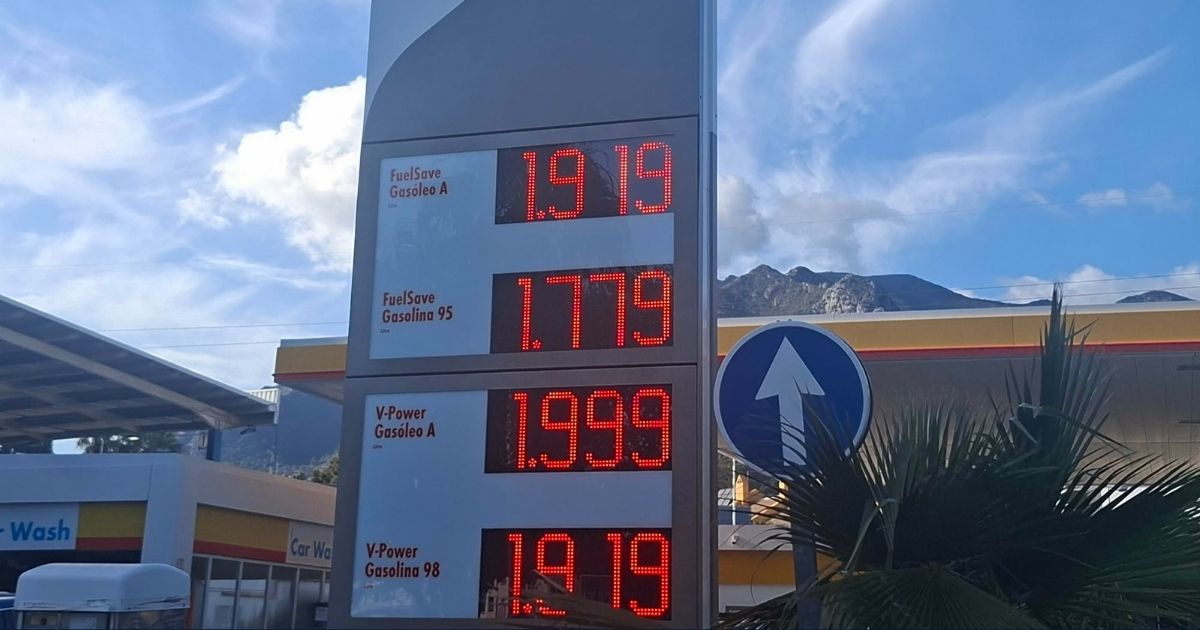 FuelSave
Gasóleo A
1.919
FuelSave
Gasolina 95
1.779
V-Power
Gasóleo A
1.999
V-Power
Gasolina 98
1.919
r Wash
Car Wa